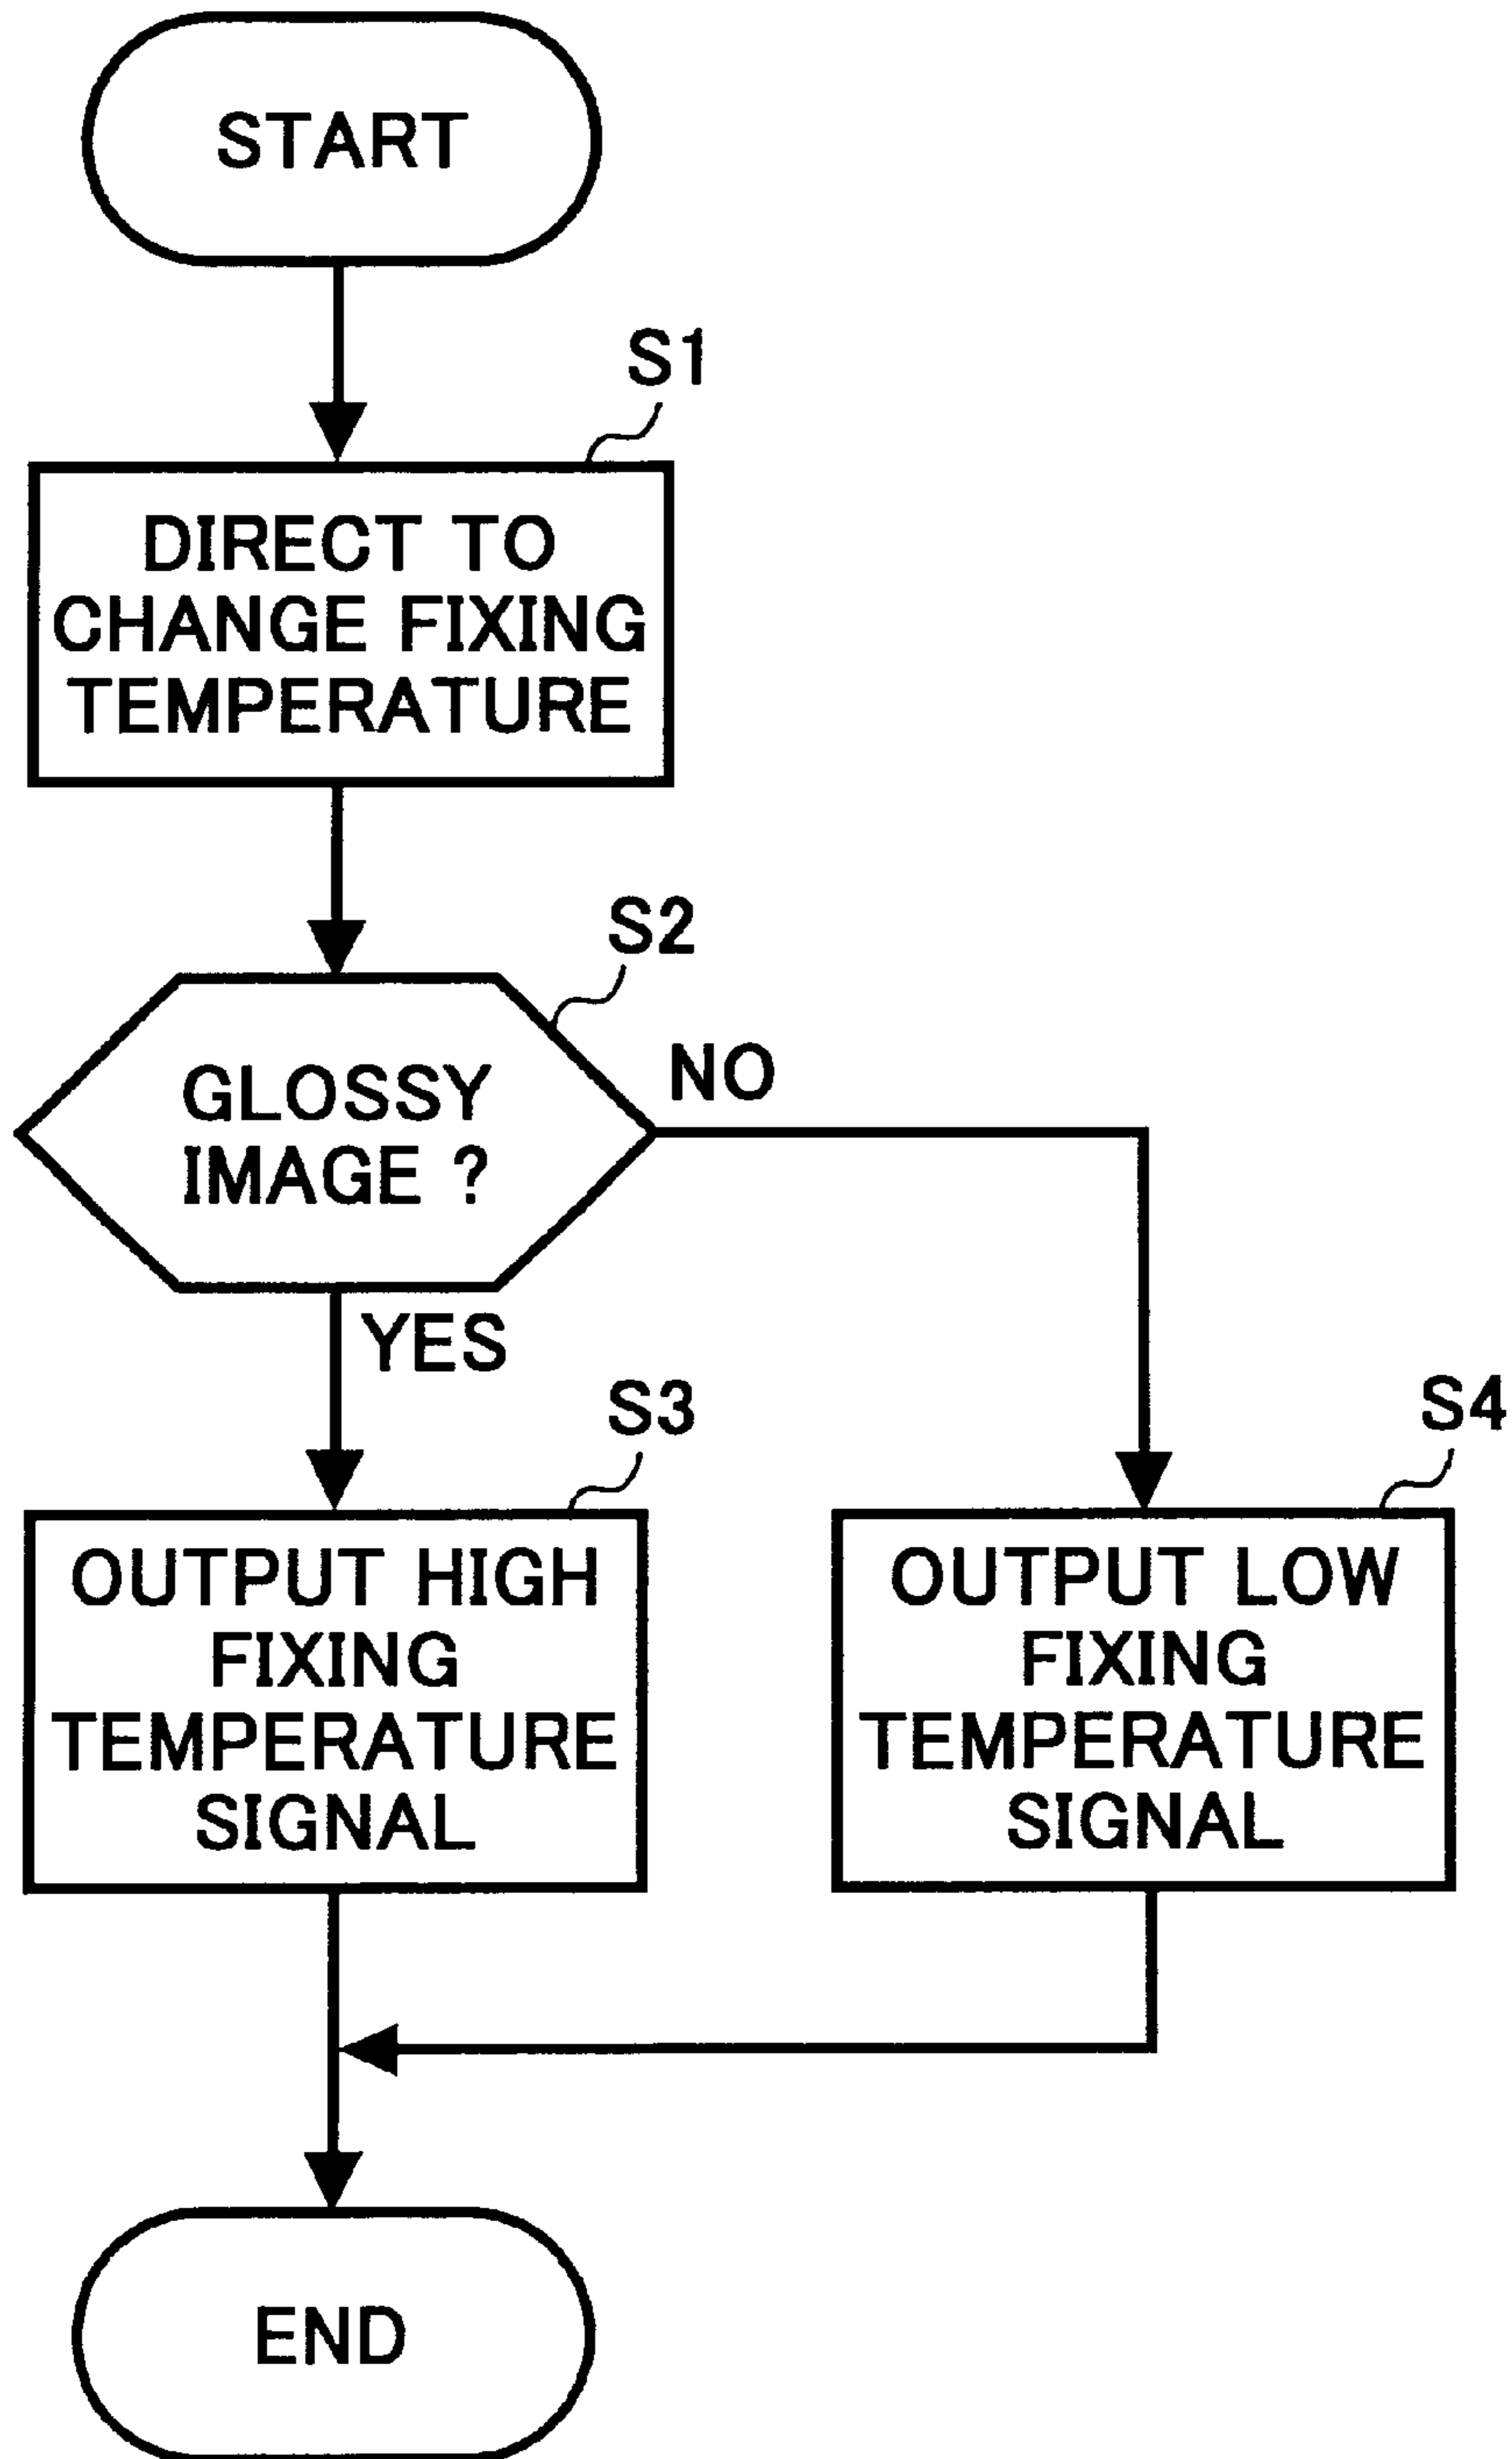 START
S1
DIRECT TO
CHANGE FIXING
TEMPERATURE
S2
GLOSSY
IMAGE ?
NO
YES
S3
OUTPUT HIGH
FIXING
TEMPERATURE
SIGNAL
S4
OUTPUT LOW
FIXING
TEMPERATURE
SIGNAL
END